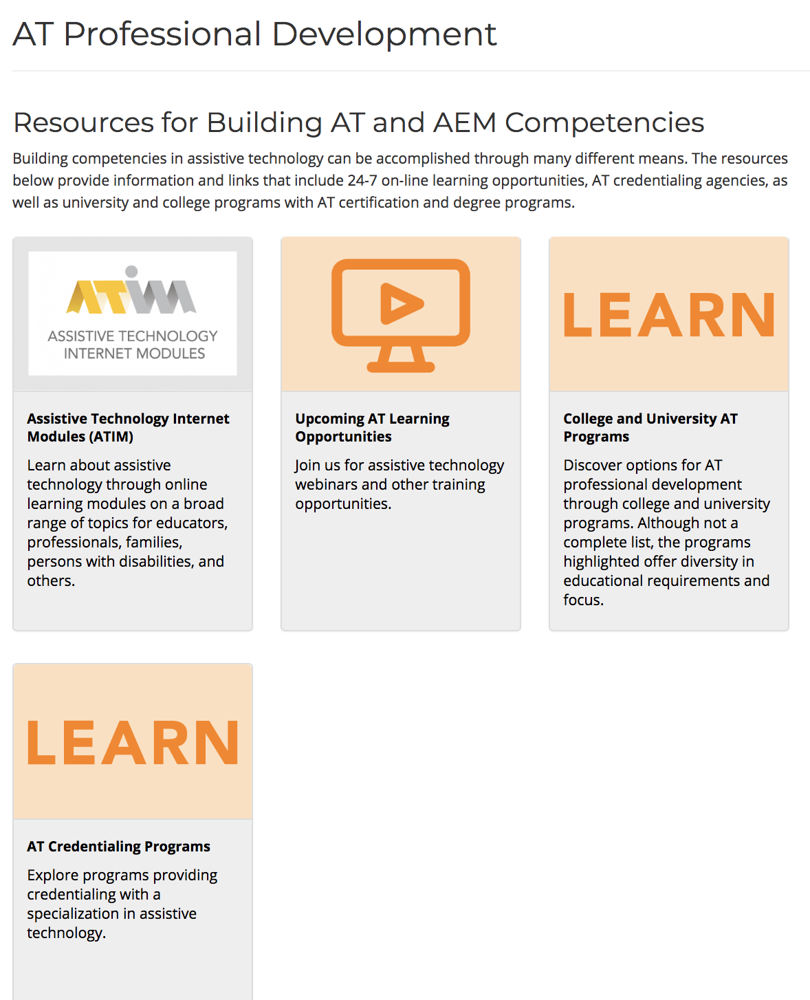 AT Professional Development
Resources for Building AT and AEM Competencies
Building competencies in assistive technology can be accomplished through many different means. The resources
below provide information and links that include 24-7 on-line learning opportunities, AT credentialing agencies, as
well as university and college programs with AT certification and degree programs.
ATiM
ASSISTIVE TECHNOLOGY
INTERNET MODULES
Assistive Technology Internet
Modules (ATIM)
Learn about assistive
technology through online
learning modules on a broad
range of topics for educators,
professionals, families,
persons with disabilities, and
others.
Upcoming AT Learning
Opportunities
Join us for assistive technology
webinars and other training
opportunities.
LEARN
College and University AT
Programs
Discover options for AT
professional development
through college and university
programs. Although not a
complete list, the programs
highlighted offer diversity in
educational requirements and
focus.
LEARN
AT Credentialing Programs
Explore programs providing
credentialing with a
specialization in assistive
technology.